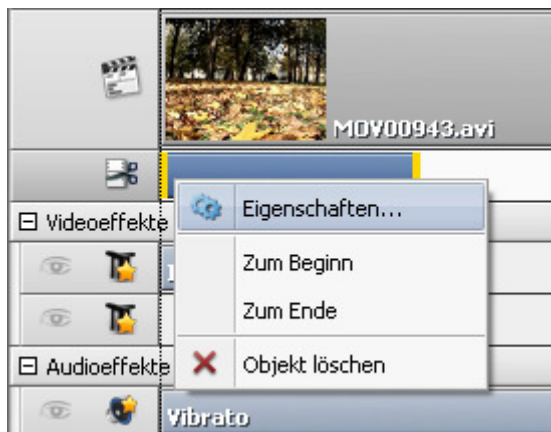 MOV00943.avi
Eigenschaften...
Videoeffekte
Zum Beginn
Zum Ende
Audioeffekte
Objekt löschen
Vibrato